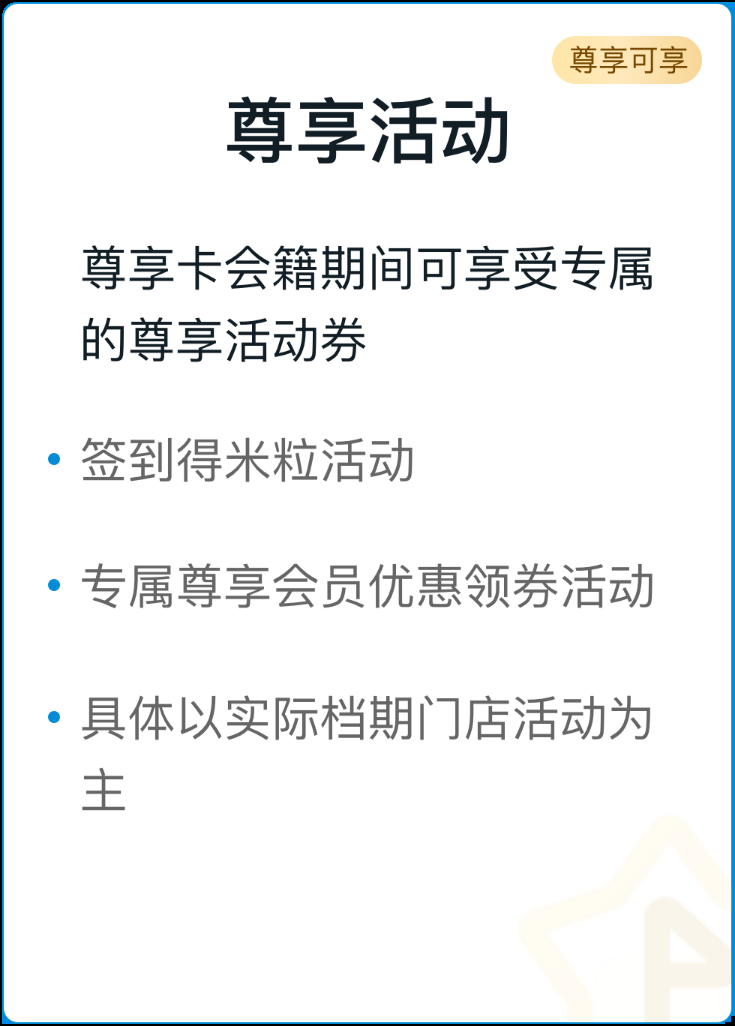 尊享可享
尊享活动
尊享卡会籍期间可享受专属
的尊享活动券
• 签到得米粒活动
• 专属尊享会员优惠领券活动
• 具体以实际档期门店活动为
主